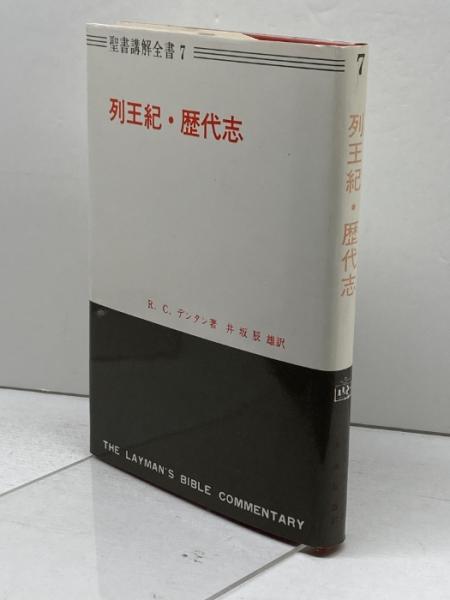 聖書講解全書 7
列王紀・歴代志
R. C. デンタン著 井坂辰雄訳
THE LAYMAN'S BIBLE COMMENTARY
7
列王紀・歴代志